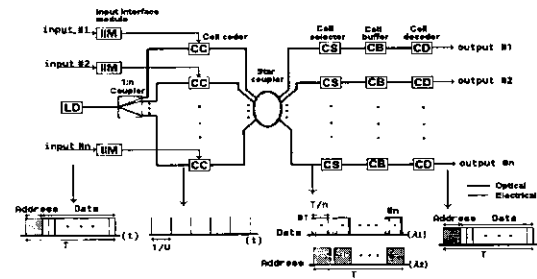 Input interface
module
Cell coder
Cell
selector
Cell
buffer
Cell
decoder
input #1
IIM
CC
CS
CB
CD
output #1
input #2
IIM
CC
Star
coupler
CS
CB
CD
output #2
1:n
Coupler
LD
input #n
IIM
CC
CS
CB
CD
output #n
Optical
Electrical
Address
Data
T
(t)
1/U
(t)
T/n
#1
#n
Data
(λ1)
Address
(λ2)
T
Address
Data
T
(t)